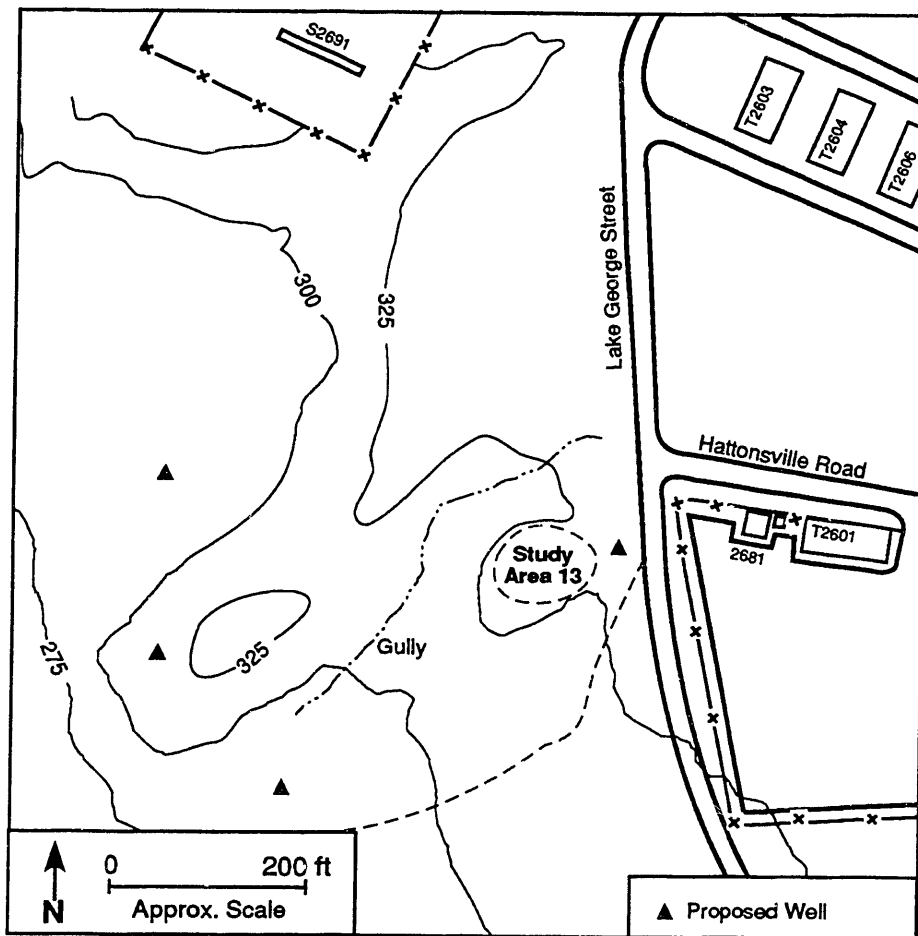 S2691
T2603
T2604
T2606
Lake George Street
300
325
Hattonsville Road
T2601
2681
Study
Area 13
Gully
275
325
0 200 ft
N
Approx. Scale
Proposed Well